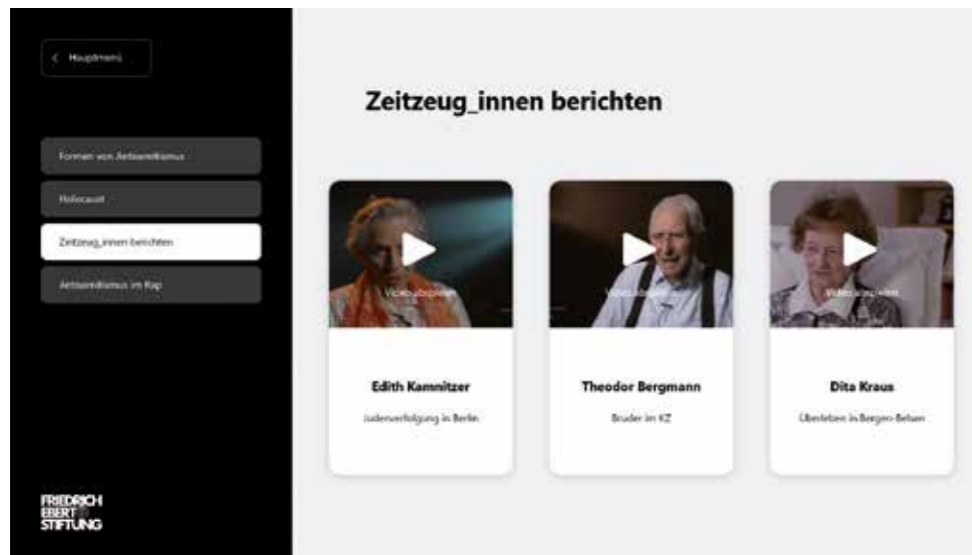 Hauptmenü
Formen von Antisemitismus
Holocaust
Zeitzeug_innen berichten
Antisemitismus im Rap
FRIEDRICH
EBERT
STIFTUNG
Zeitzeug_innen berichten
Video abspielen
Video abspielen
Video abspielen
Edith Kamnitzer
Judenverfolgung in Berlin
Theodor Bergmann
Bruder im KZ
Dita Kraus
Überleben in Bergen-Belsen